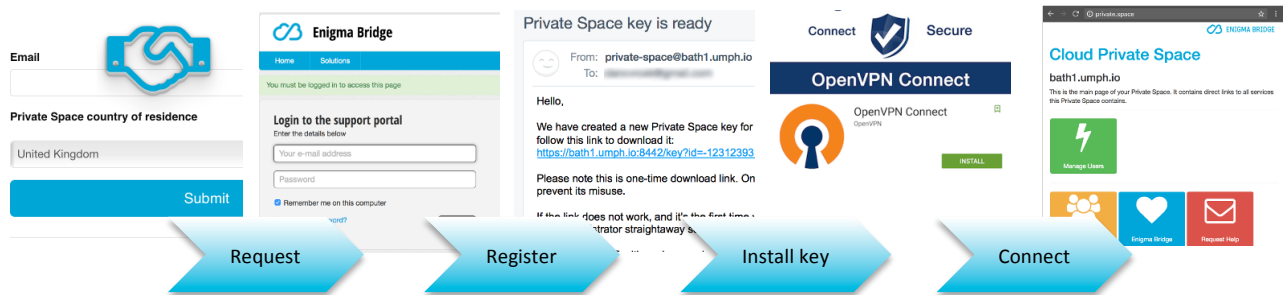 Email
Private Space country of residence
United Kingdom
Submit
Enigma Bridge
Home Solutions
You must be logged in to access this page
Login to the support portal
Enter the details below
Your e-mail address
Password
Remember me on this computer
Private Space key is ready
From: private-space@bath1.umph.io
To:
Hello,
We have created a new Private Space key for
follow this link to download it:
https://bath1.umph.io:8442/key?id=-12312393
Please note this is one-time download link. On
prevent its misuse.
If the link does not work, and it's the first time
straightaway
Connect Secure
OpenVPN Connect
OpenVPN Connect
OpenVPN
INSTALL
private.space
ENIGMA BRIDGE
Cloud Private Space
bath1.umph.io
This is the main page of your Private Space. It contains direct links to all services
this Private Space contains.
Manage Users
Enigma Bridge
Request Help
Request
Register
Install key
Connect